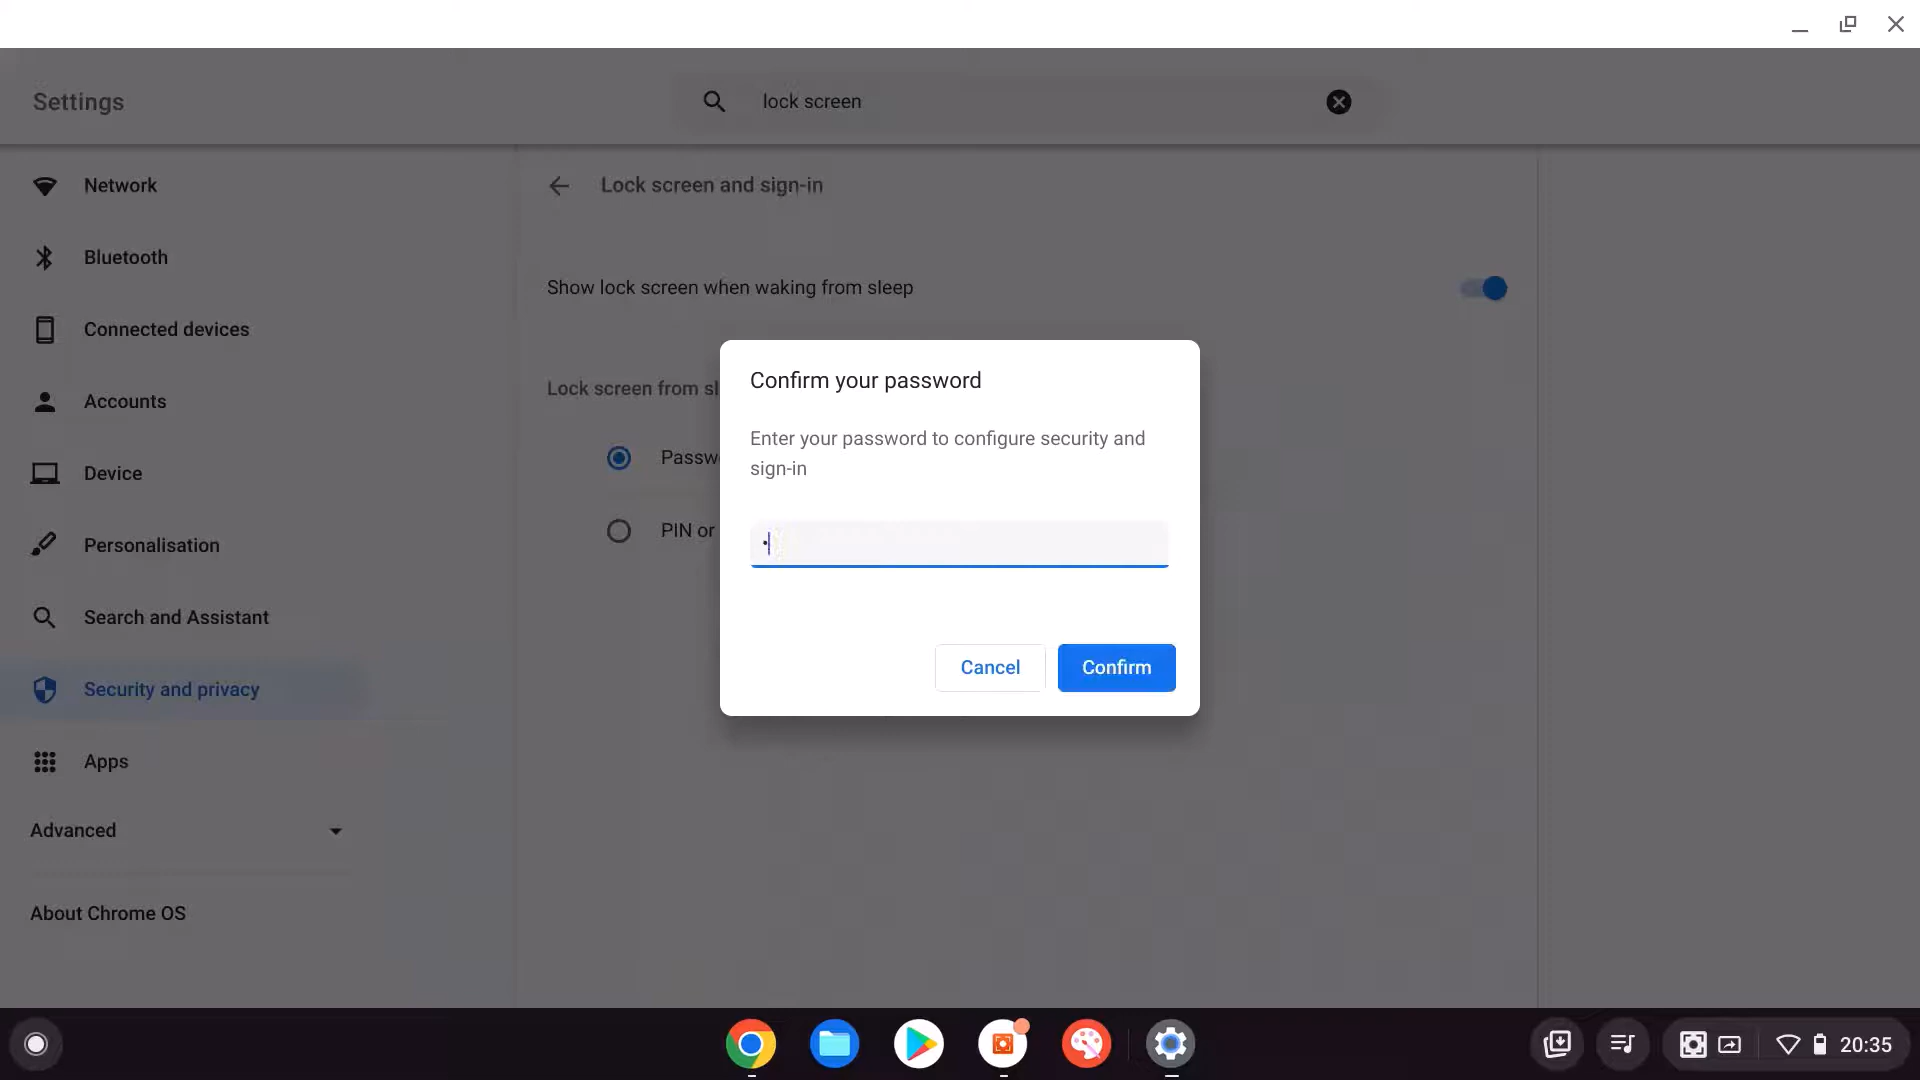 Settings
lock screen
Network
Bluetooth
Connected devices
Accounts
Device
Personalisation
Search and Assistant
Security and privacy
Apps
Advanced
About Chrome OS
Lock screen and sign-in
Show lock screen when waking from sleep
Lock screen from sl
Passw
PIN or
Confirm your password
Enter your password to configure security and
sign-in
Cancel
Confirm
20:35